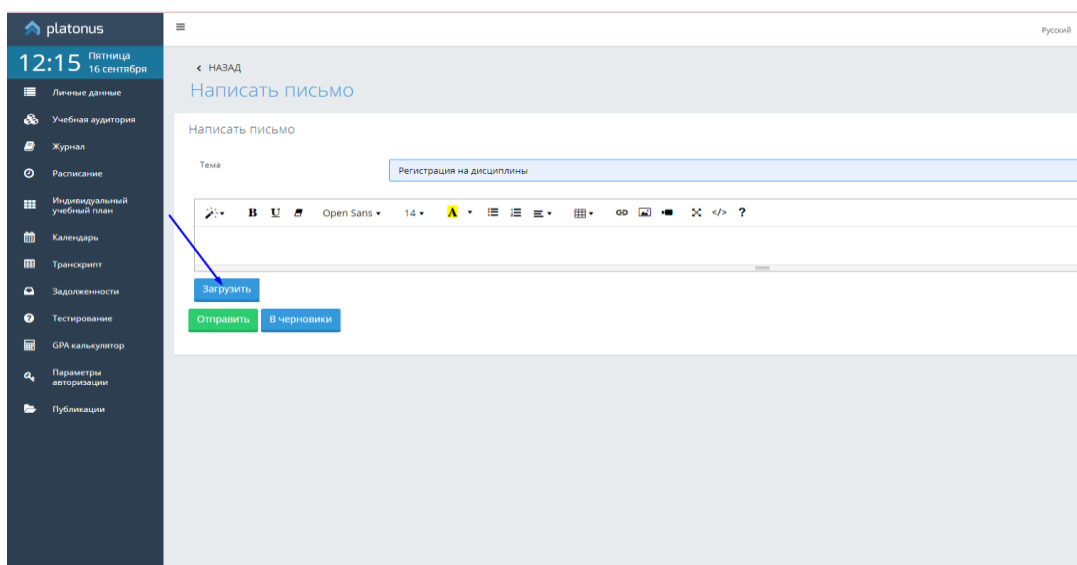 platonus
Русский
12:15 Пятница
16 сентября
НАЗАД
Написать письмо
Личные данные
Учебная аудитория
Журнал
Расписание
Индивидуальный
учебный план
Календарь
Транскрипт
Задолженности
Тестирование
GPA калькулятор
Параметры
авторизации
Публикации
Написать письмо
Тема
Регистрация на дисциплины
B U Open Sans 14 A </> ?
Загрузить
Отправить В черновики